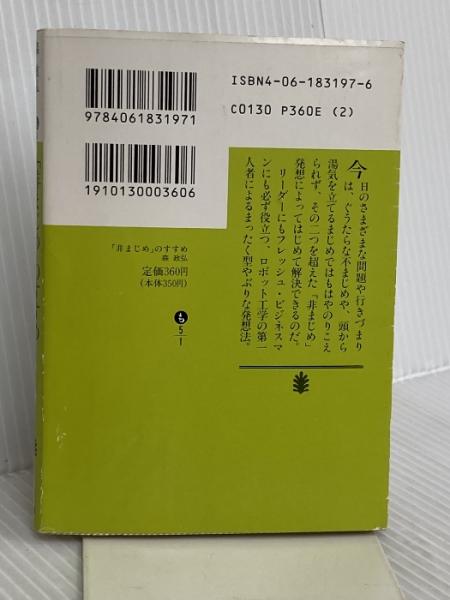 ISBN4-06-183197-6
C0130 P360E (2)
9784061831971
1910130003606
今日のさまざまな問題や行きづまり
は、ぐうたらな不まじめや、頭から
湯気を立てるまじめではもはやのりこえ
られず、その二つを超えた『非まじめ』
発想によってはじめて解決できるのだ。
リーダーにもフレッシュ・ビジネスマ
ンにも必ず役立つ、ロボット工学の第一
人者によるまったく型やぶりな発想法。
「非まじめ」のすすめ
森 政弘
定価360円
(本体350円)
も
5
1